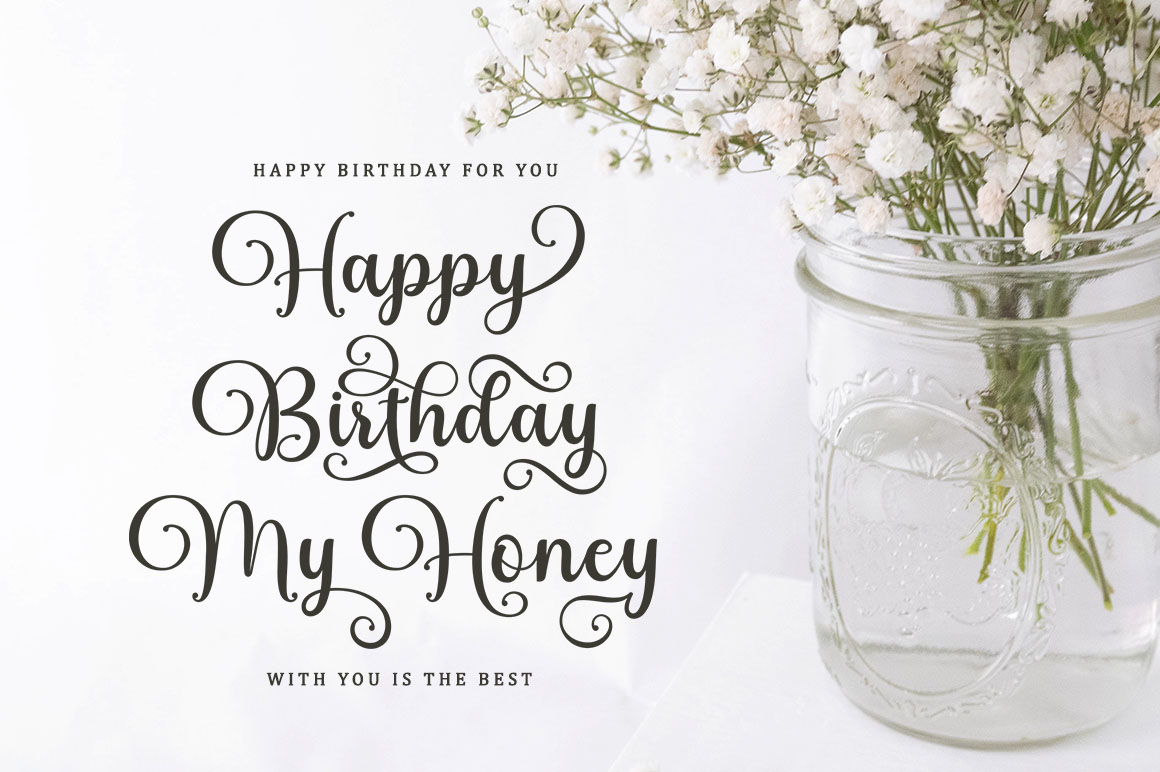 HAPPY BIRTHDAY FOR YOU
Happy
Birthday
My Honey
WITH YOU IS THE BEST